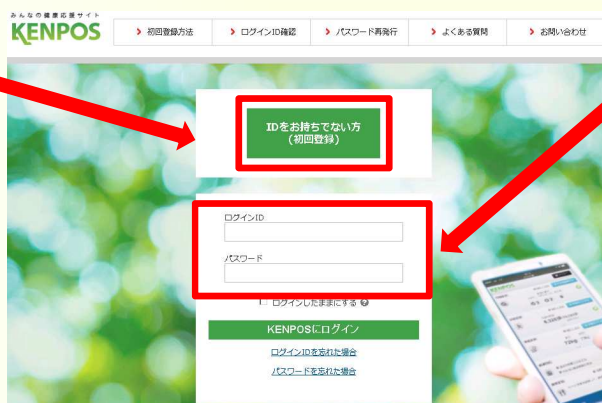 みんなの健康応援サイト
KENPOS
初回登録方法
ログインID確認
パスワード再発行
よくある質問
お問い合わせ
IDをお持ちでない方
(初回登録)
ログインID
パスワード
ログインしたままにする
KENPOSにログイン
ログインIDを忘れた場合
パスワードを忘れた場合
KENPOS